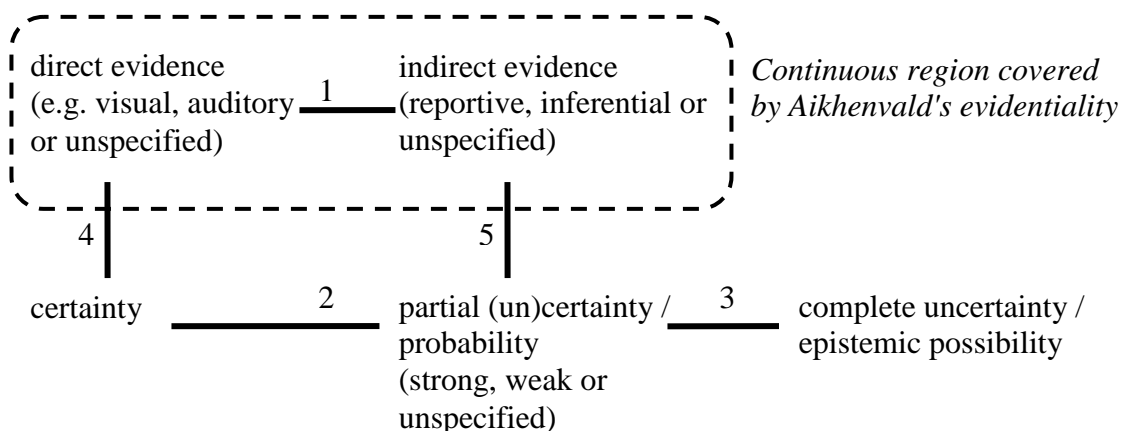 direct evidence
(e.g. visual, auditory
or unspecified)
1
indirect evidence
(reportive, inferential or
unspecified)
Continuous region covered
by Aikhenvald's evidentiality
4
5
certainty
2
partial (un)certainty /
probability
(strong, weak or
unspecified)
3
complete uncertainty /
epistemic possibility